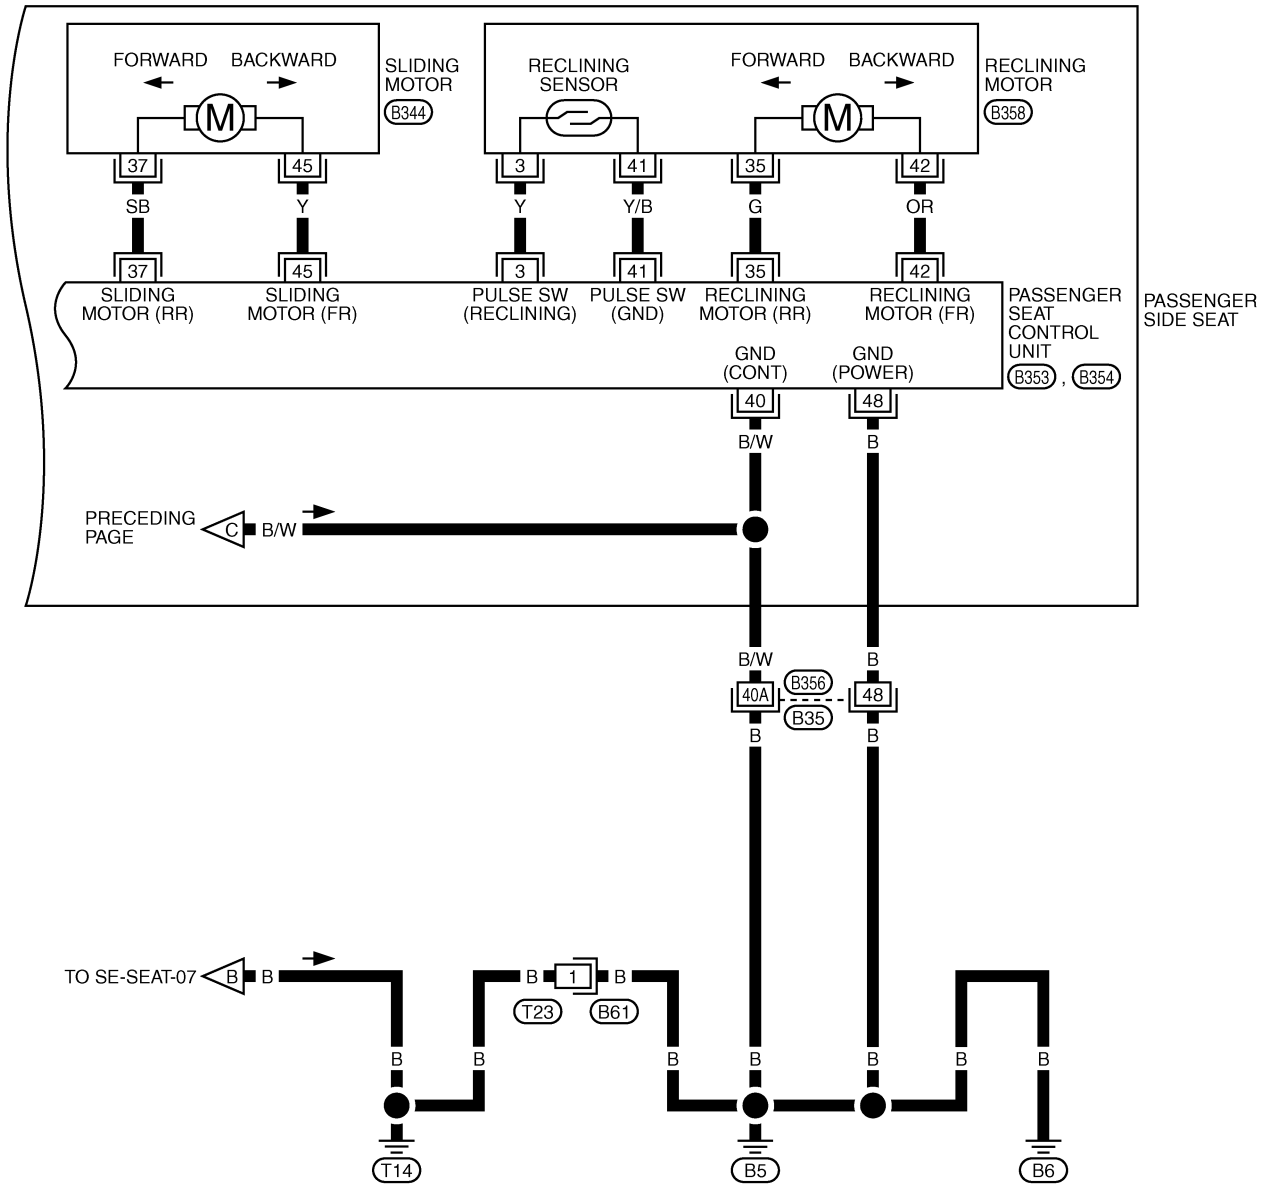 FORWARD
BACKWARD
M
SLIDING
MOTOR
B344
RECLINING
SENSOR
FORWARD
BACKWARD
M
RECLINING
MOTOR
B358
37
45
3
41
35
42
SB
Y
Y
Y/B
G
OR
37
45
3
41
35
42
SLIDING
MOTOR (RR)
SLIDING
MOTOR (FR)
PULSE SW
(RECLINING)
PULSE SW
(GND)
RECLINING
MOTOR (RR)
RECLINING
MOTOR (FR)
PASSENGER
SEAT
CONTROL
UNIT
B353 , B354
PASSENGER
SIDE SEAT
GND
(CONT)
GND
(POWER)
40
48
B/W
B
PRECEDING
PAGE
C
B/W
B/W
B
40A
B356
B35
48
B
B
TO SE-SEAT-07
B
B
B
1
B
T23
B61
B
B
B
B
B
B
B
T14
B5
B6